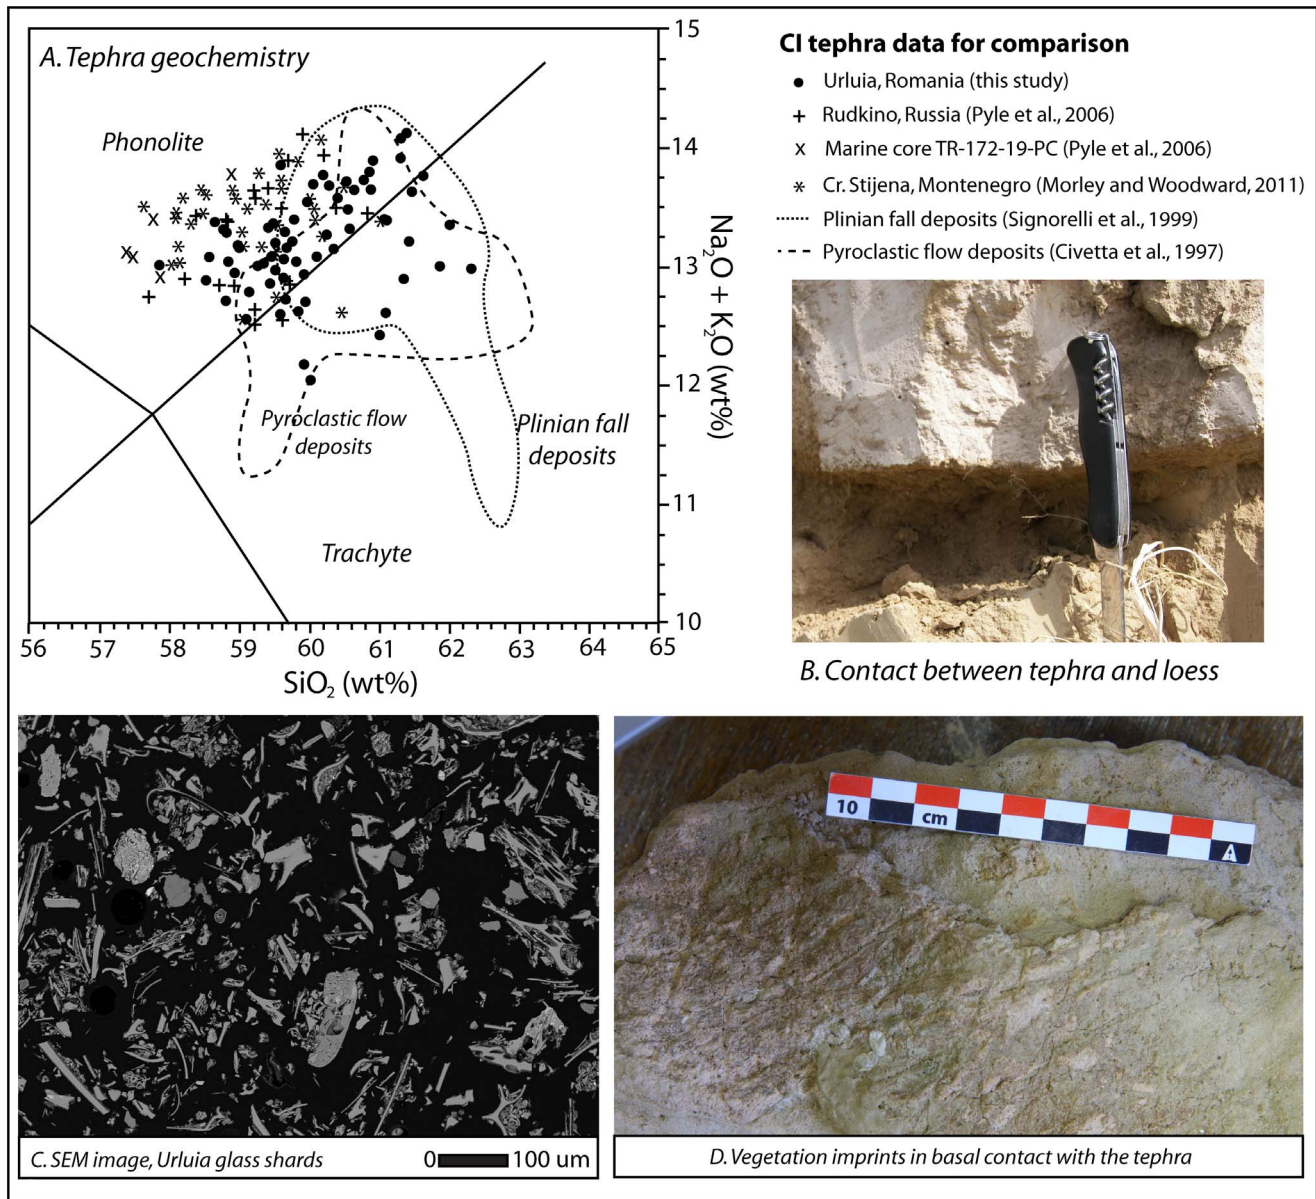 A. Tephra geochemistry
Phonolite
Pyroclastic flow
deposits
Plinian fall
deposits
Trachyte
15
14
13
12
11
10
Na2O + K2O (wt%)
56 57 58 59 60 61 62 63 64 65
SiO2 (wt%)
CI tephra data for comparison
● Urluia, Romania (this study)
+ Rudkino, Russia (Pyle et al., 2006)
x Marine core TR-172-19-PC (Pyle et al., 2006)
* Cr. Stijena, Montenegro (Morley and Woodward, 2011)
Plinian fall deposits (Signorelli et al., 1999)
Pyroclastic flow deposits (Civetta et al., 1997)
B. Contact between tephra and loess
C. SEM image, Urluia glass shards 0 100 um
10 cm A
D. Vegetation imprints in basal contact with the tephra